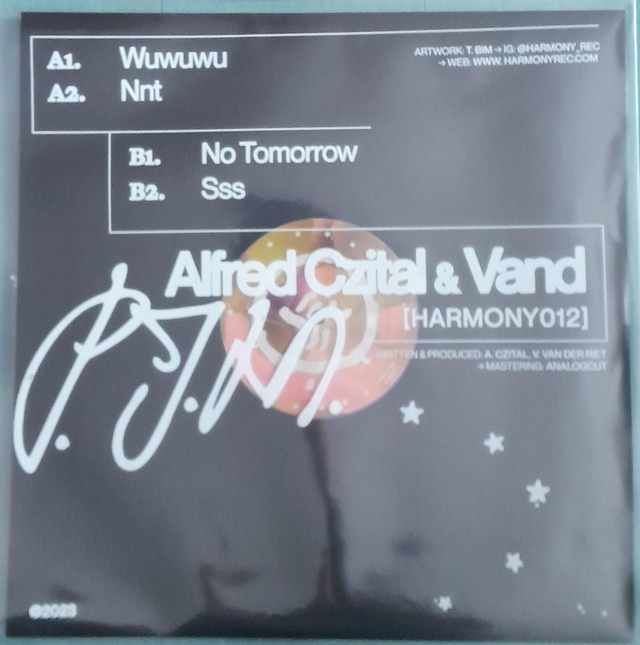 A1. Wuwuwu
A2. Nnt
ARTWORK: T. BIM → IG: @HARMONY_REC
→ WEB: WWW. HARMONYREC.COM
B1. No Tomorrow
B2. Sss
Alfred Czital & Vand
[HARMONY012]
WRITTEN & PRODUCED: A. CZITAL, V. VAN DER RIET
→ MASTERING: ANALOGCUT
©2023